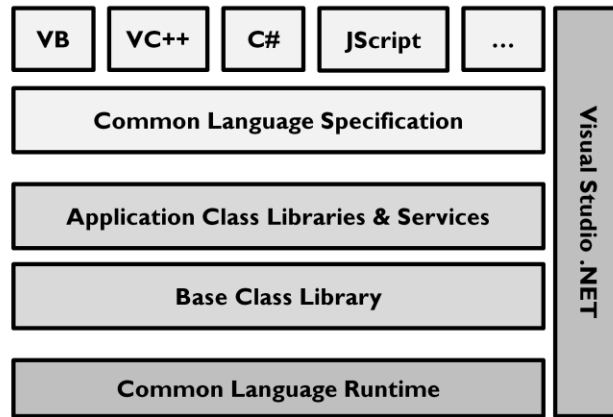 VB
VC++
C#
JScript
...
Common Language Specification
Application Class Libraries & Services
Base Class Library
Common Language Runtime
Visual Studio .NET